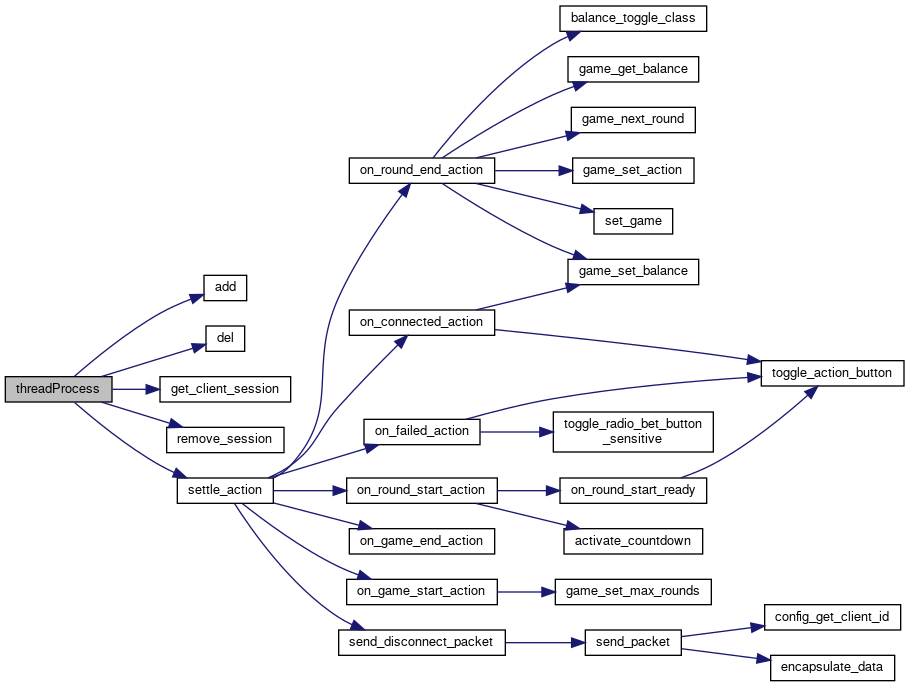 threadProcess
add
del
get_client_session
remove_session
settle_action
on_round_end_action
on_connected_action
on_failed_action
on_round_start_action
on_game_end_action
on_game_start_action
send_disconnect_packet
balance_toggle_class
game_get_balance
game_next_round
game_set_action
set_game
game_set_balance
toggle_radio_bet_button
_sensitive
on_round_start_ready
activate_countdown
game_set_max_rounds
send_packet
toggle_action_button
config_get_client_id
encapsulate_data